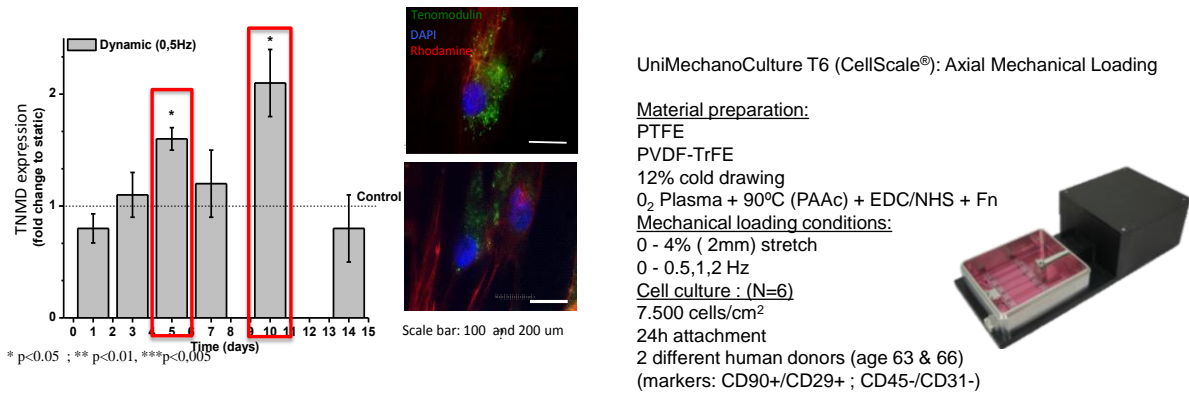 TNMD expression
(fold change to static)
2
1
0
Dynamic (0,5Hz)
*
*
Control
0 1 2 3 4 5 6 7 8 9 10 11 12 13 14 15
Time (days)
* p<0.05 ; ** p<0.01, ***p<0,005
Tenomodulin
DAPI
Rhodamine
Scale bar: 100 and 200 um
UniMechanoCulture T6 (CellScale®): Axial Mechanical Loading
Material preparation:
PTFE
PVDF-TrFE
12% cold drawing
0₂ Plasma + 90ºC (PAAc) + EDC/NHS + Fn
Mechanical loading conditions:
0 - 4% ( 2mm) stretch
0 - 0.5,1,2 Hz
Cell culture : (N=6)
7.500 cells/cm²
24h attachment
2 different human donors (age 63 & 66)
(markers: CD90+/CD29+ ; CD45-/CD31-)